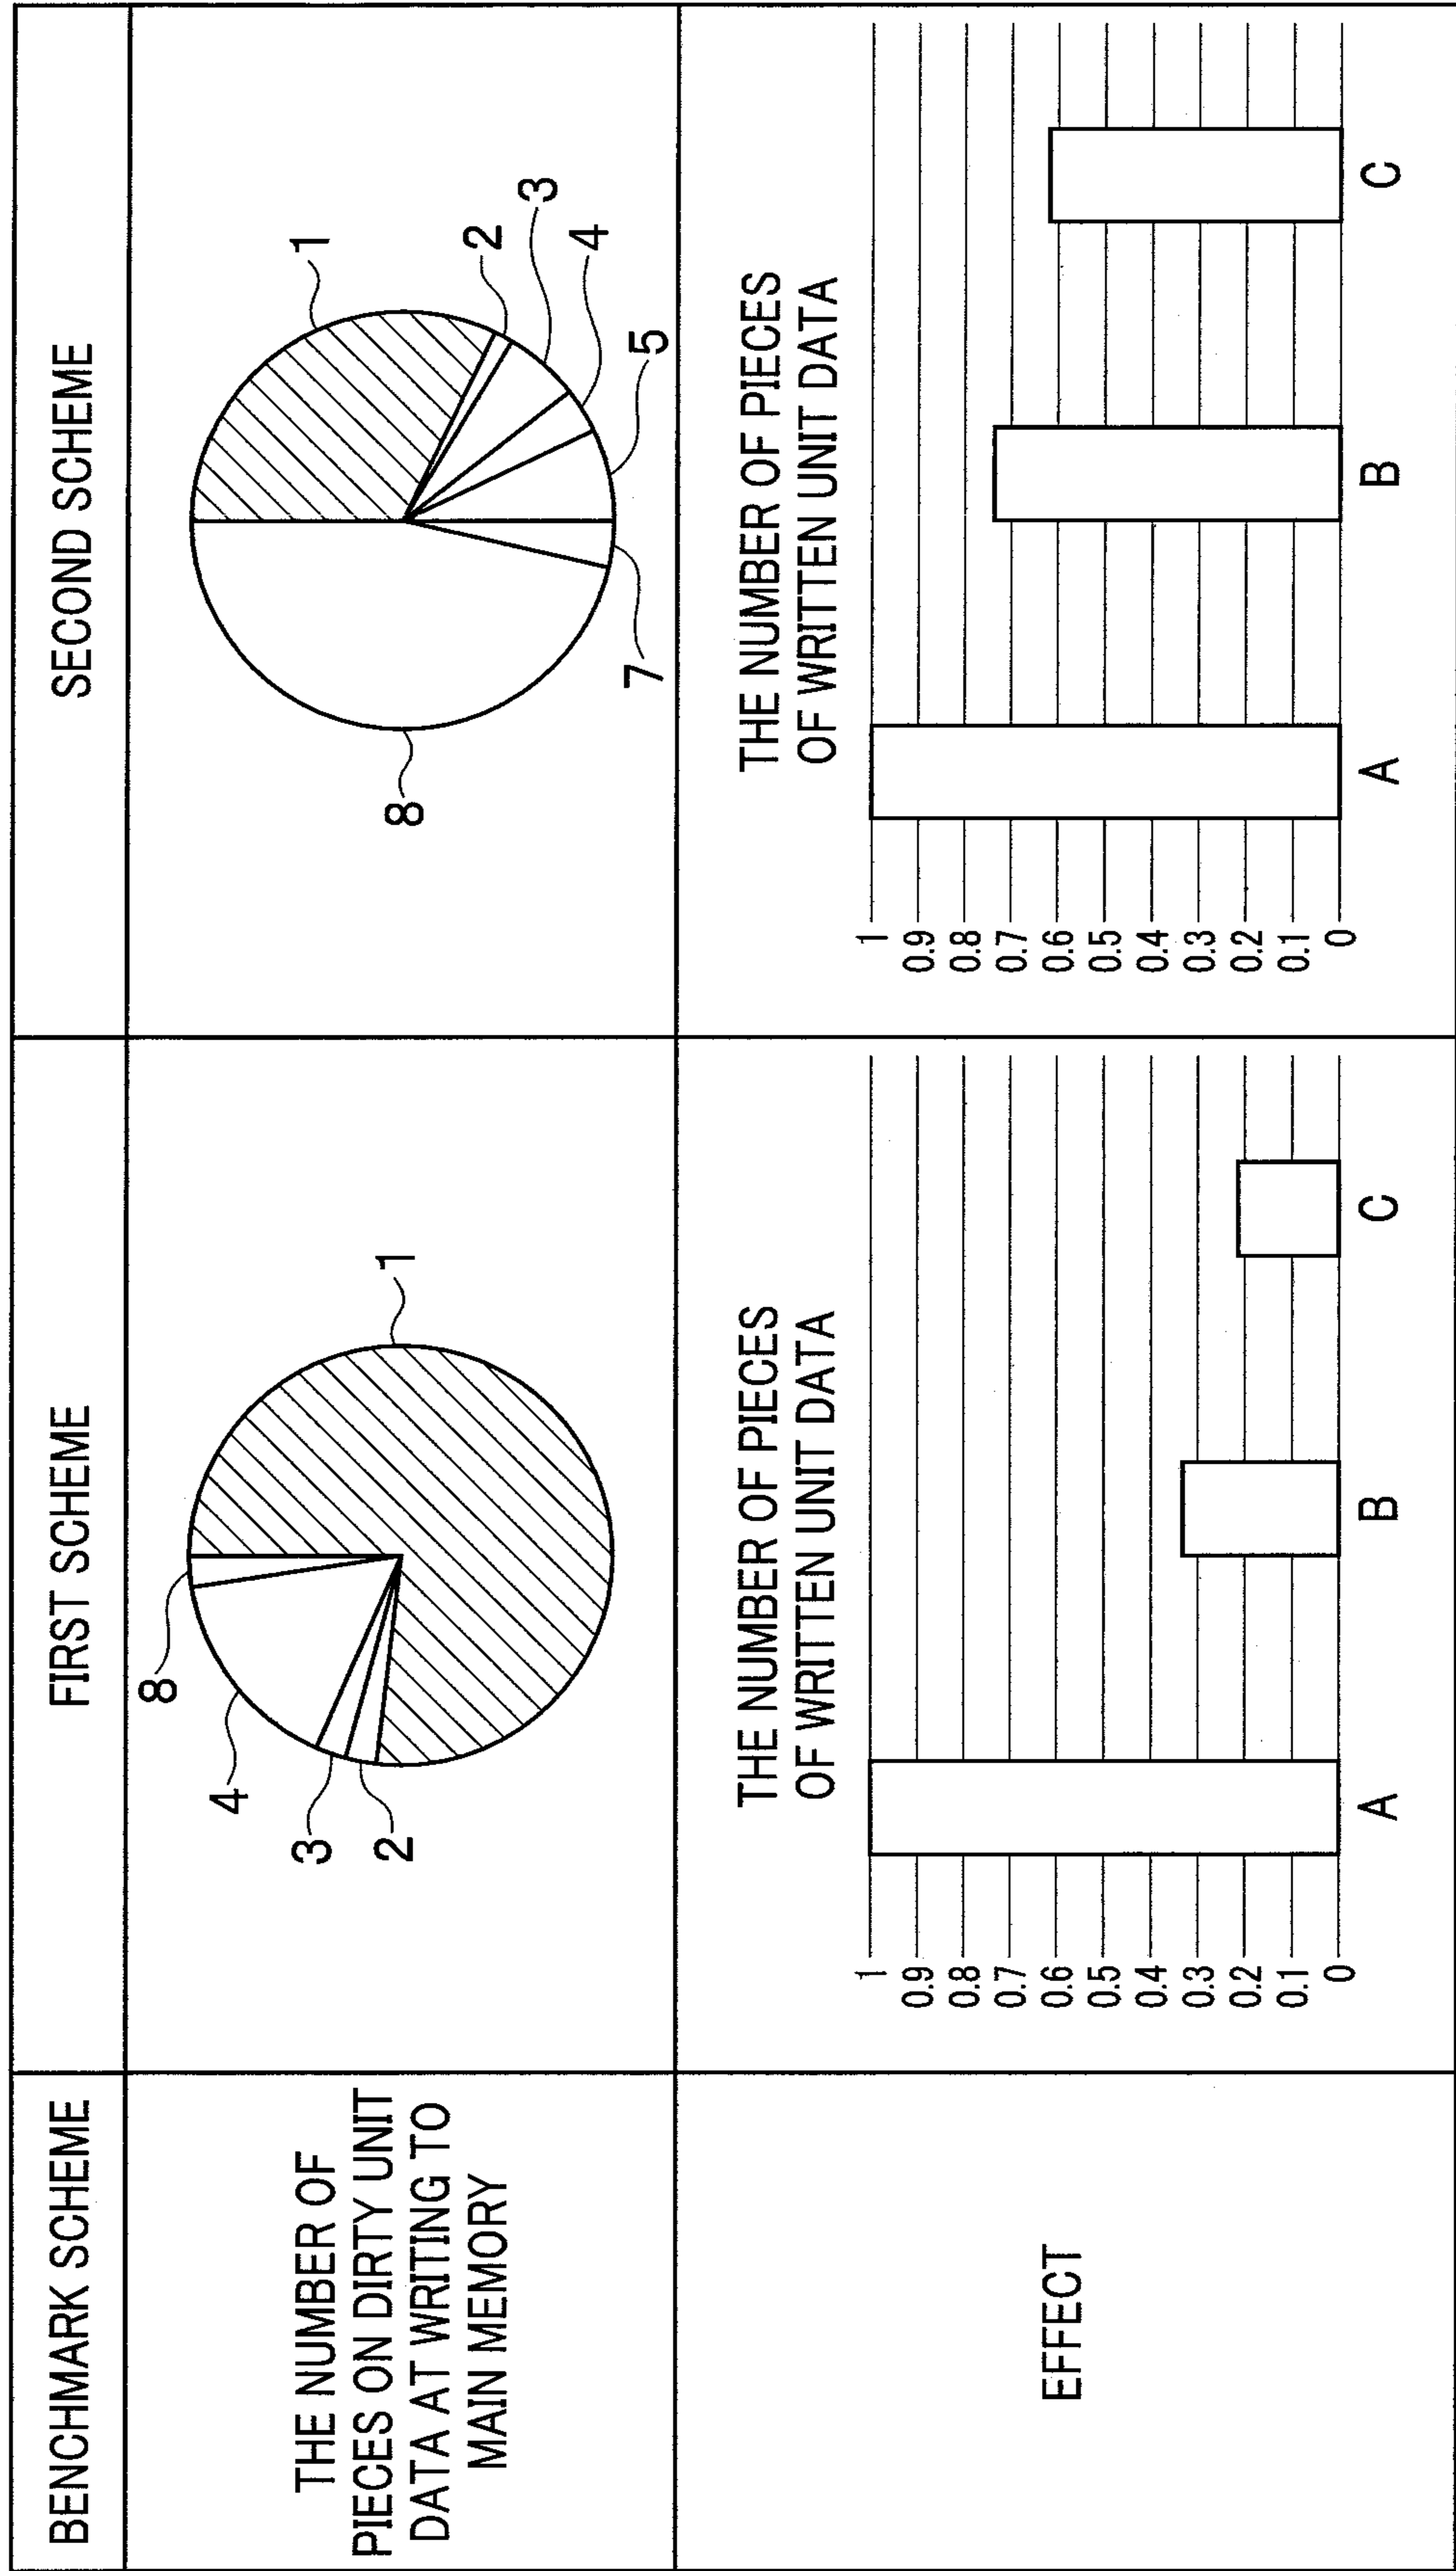 BENCHMARK SCHEME
FIRST SCHEME
SECOND SCHEME
THE NUMBER OF
PIECES ON DIRTY UNIT
DATA AT WRITING TO
MAIN MEMORY
8
4
3
2
1
8
7
1
2
3
4
5
EFFECT
THE NUMBER OF PIECES
OF WRITTEN UNIT DATA
1
0.9
0.8
0.7
0.6
0.5
0.4
0.3
0.2
0.1
0
A
B
C
THE NUMBER OF PIECES
OF WRITTEN UNIT DATA
1
0.9
0.8
0.7
0.6
0.5
0.4
0.3
0.2
0.1
0
A
B
C